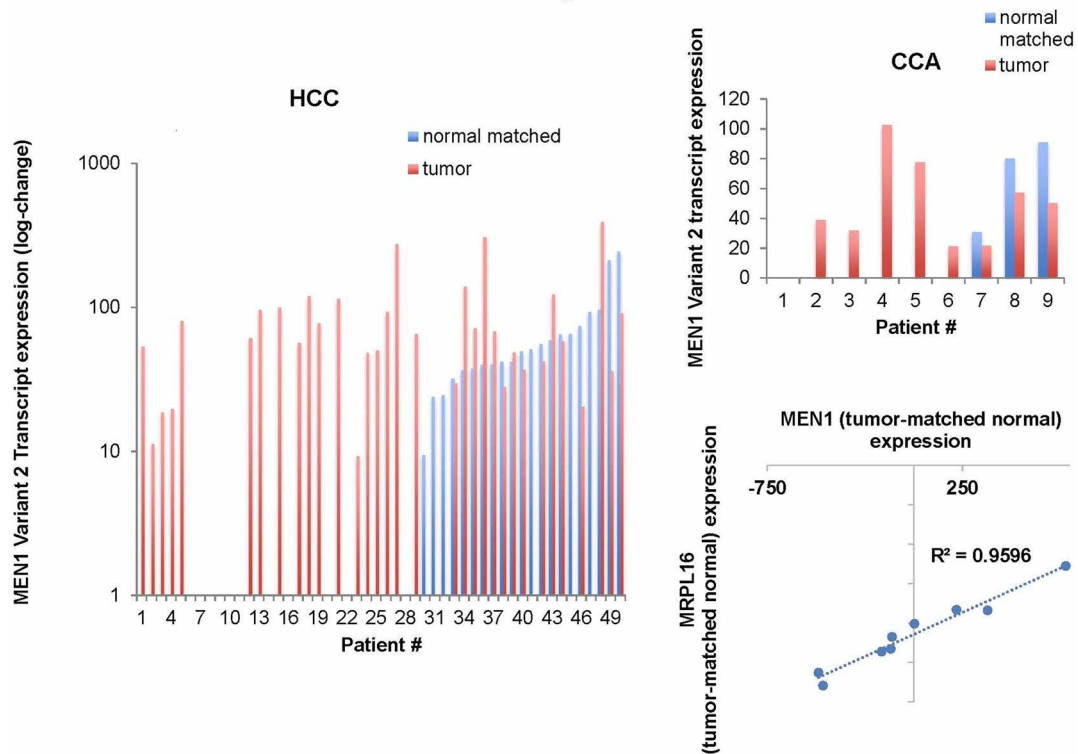 HCC
normal matched
tumor
MEN1 Variant 2 Transcript expression (log-change)
1000
100
10
1
1 4 7 10 13 16 19 22 25 28 31 34 37 40 43 46 49
Patient #
normal
matched
tumor
CCA
MEN1 Variant 2 transcript expression
120
100
80
60
40
20
0
1 2 3 4 5 6 7 8 9
Patient #
MEN1 (tumor-matched normal)
expression
-750 250
MRPL16
(tumor-matched normal) expression
R² = 0.9596